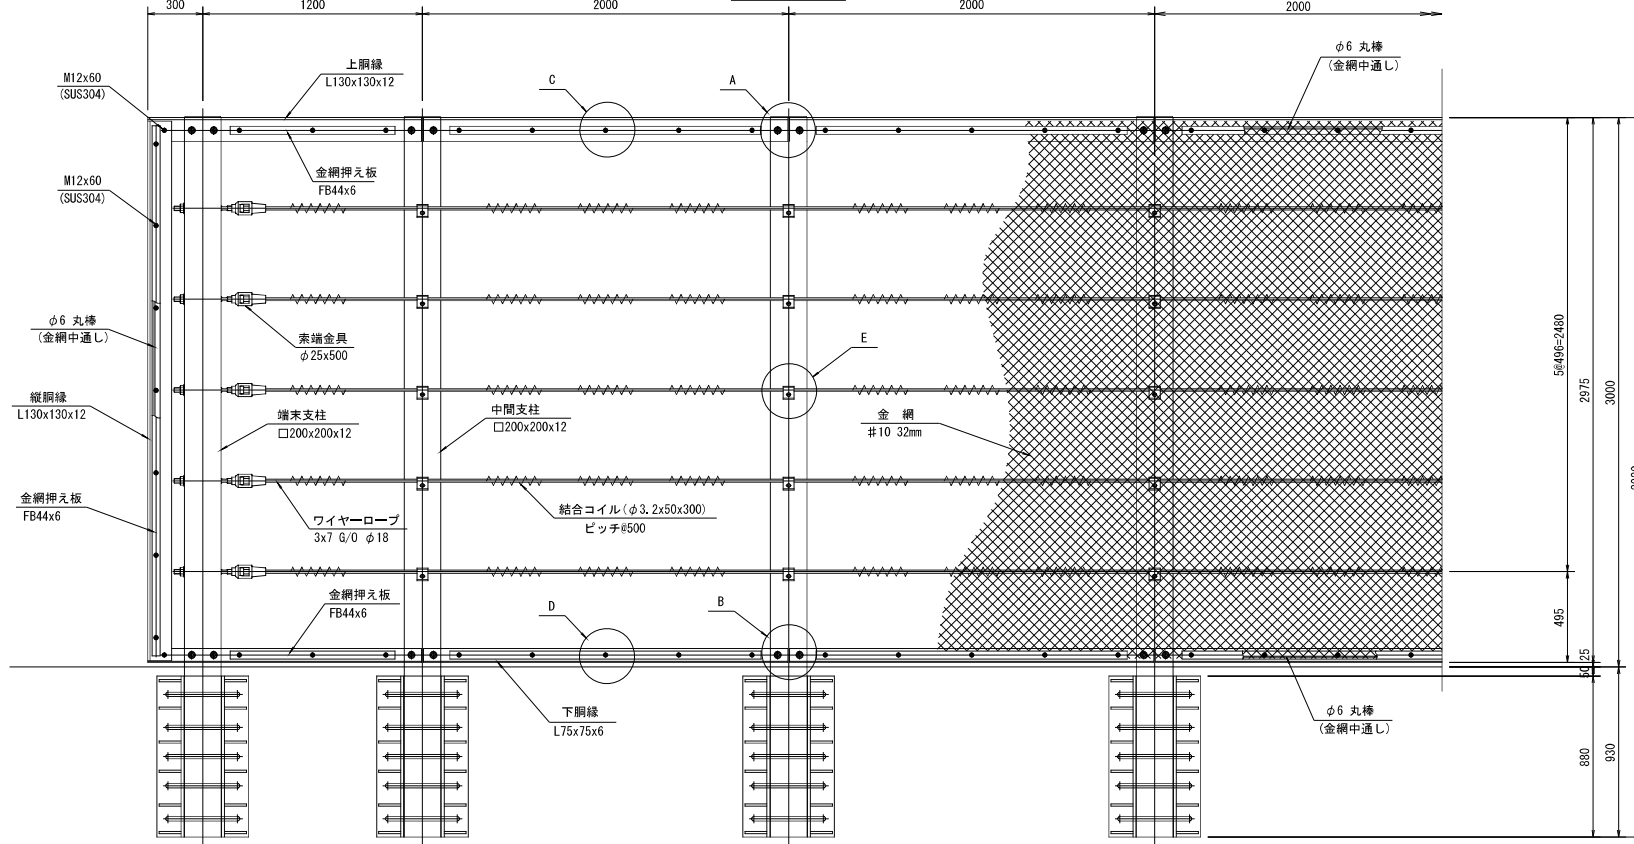 300
1200
2000
2000
2000
M12x60
(SUS304)
上胴縁
L130x130x12
C
A
φ6 丸棒
(金網中通し)
金網押え板
FB44x6
M12x60
(SUS304)
φ6 丸棒
(金網中通し)
索端金具
φ25x500
E
縦胴縁
L130x130x12
端末支柱
□200x200x12
中間支柱
□200x200x12
金 網
#10 32mm
金網押え板
FB44x6
ワイヤーロープ
3x7 G/O φ18
結合コイル(φ3.2x50x300)
ピッチ@500
金網押え板
FB44x6
D
B
下胴縁
L75x75x6
φ6 丸棒
(金網中通し)
5@496=2480
2975
3000
495
25
50
880
930